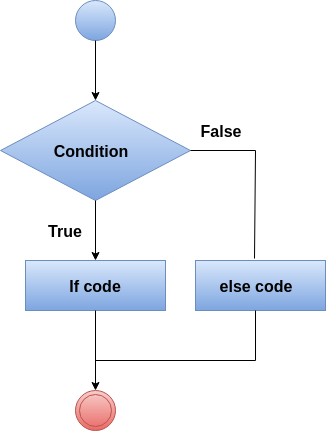 False
Condition
True
If code
else code